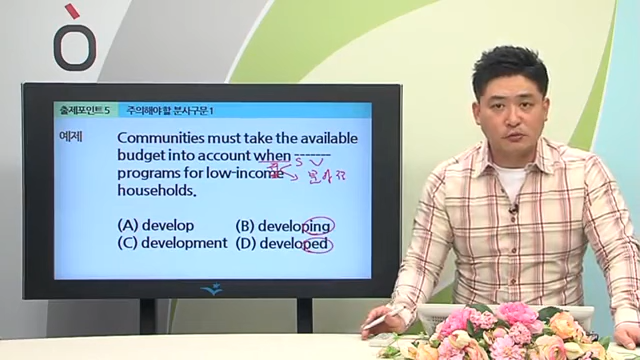 출제포인트 5 주의해야 할 분사구문 1
예제
Communities must take the available
budget into account when -------
S V
programs for low-income
households.
(A) develop (B) developing
(C) development (D) developed